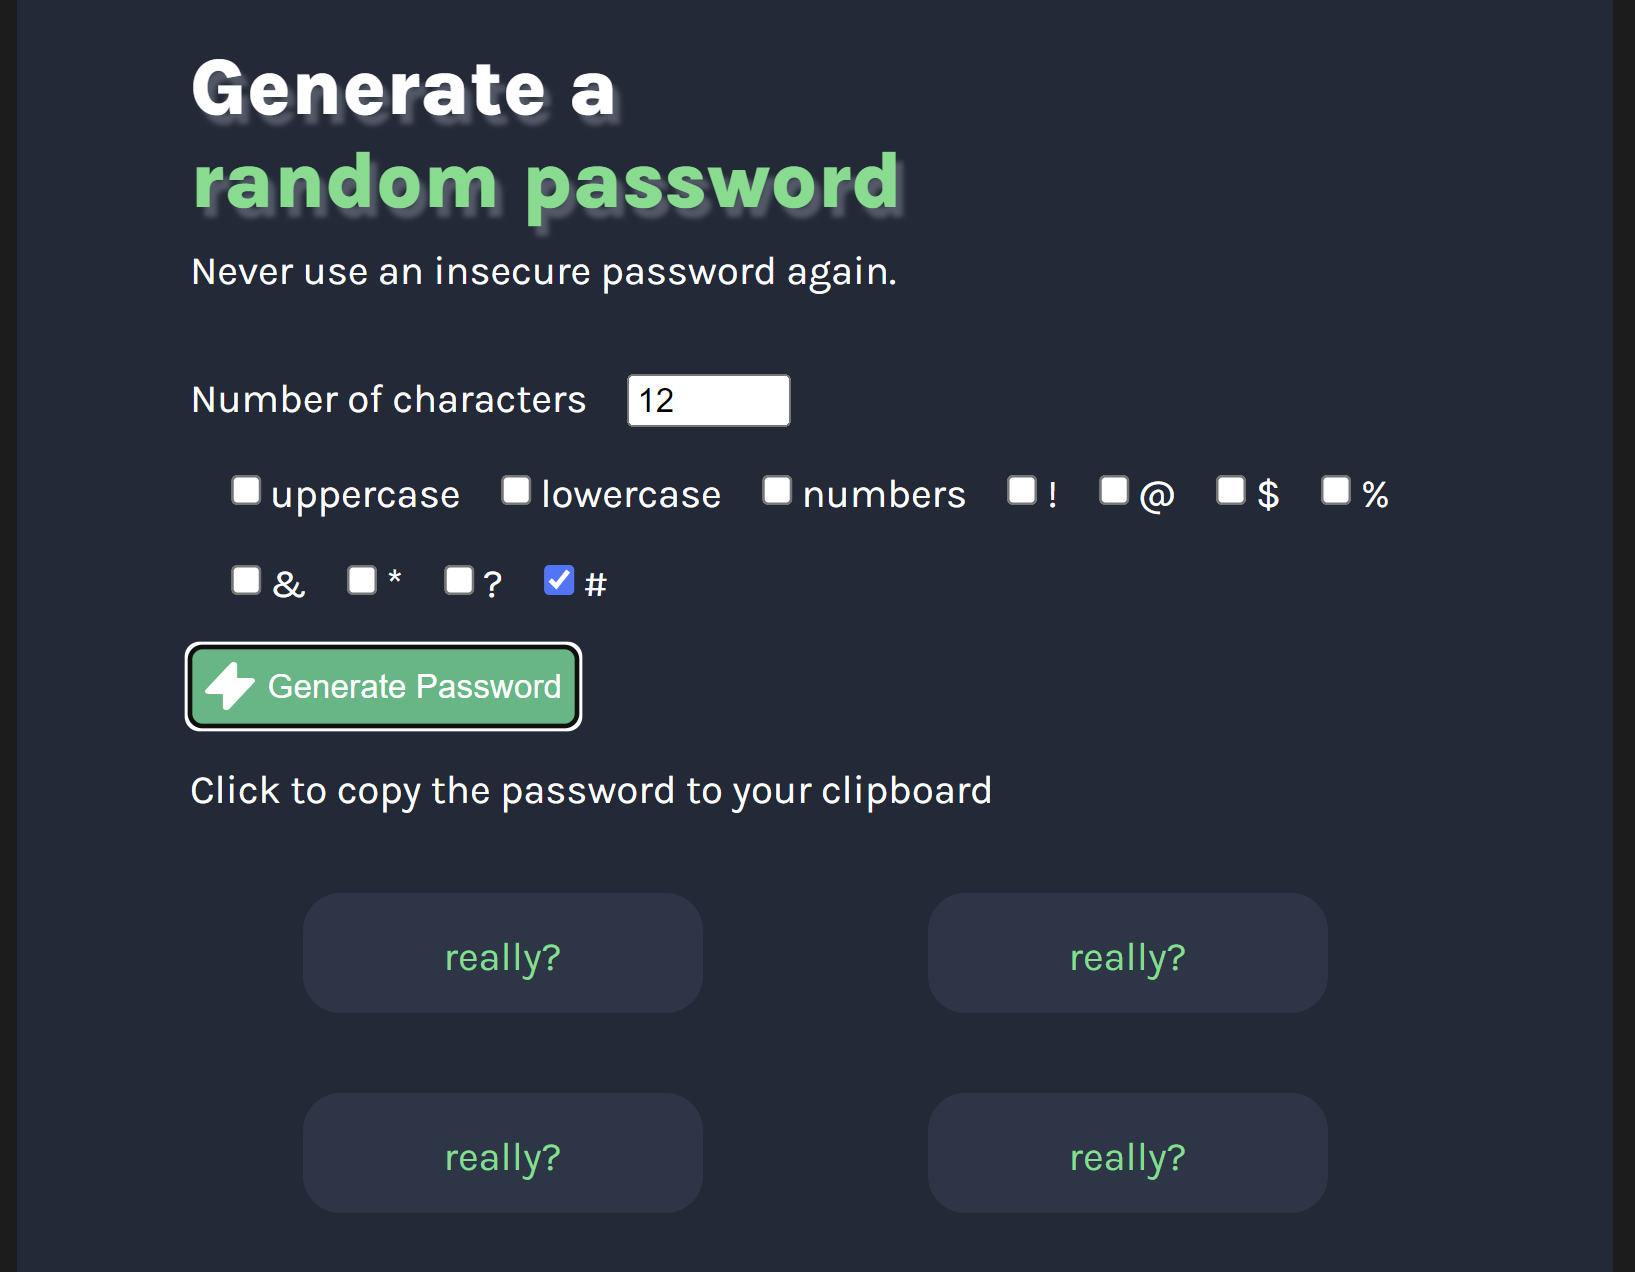 Generate a
random password
Never use an insecure password again.
Number of characters 12
uppercase lowercase numbers ! @ $ %
& * ? #
Generate Password
Click to copy the password to your clipboard
really? really?
really? really?